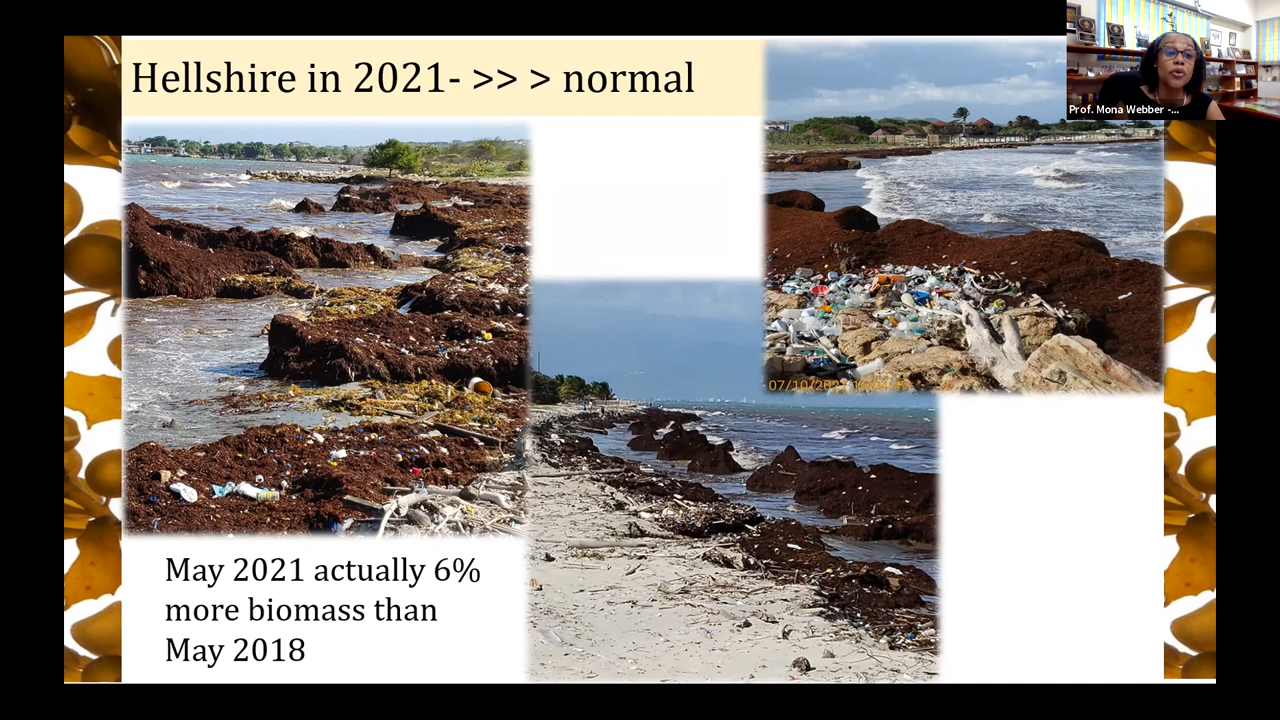 Hellshire in 2021- >> > normal
Prof. Mona Webber -...
May 2021 actually 6%
more biomass than
May 2018